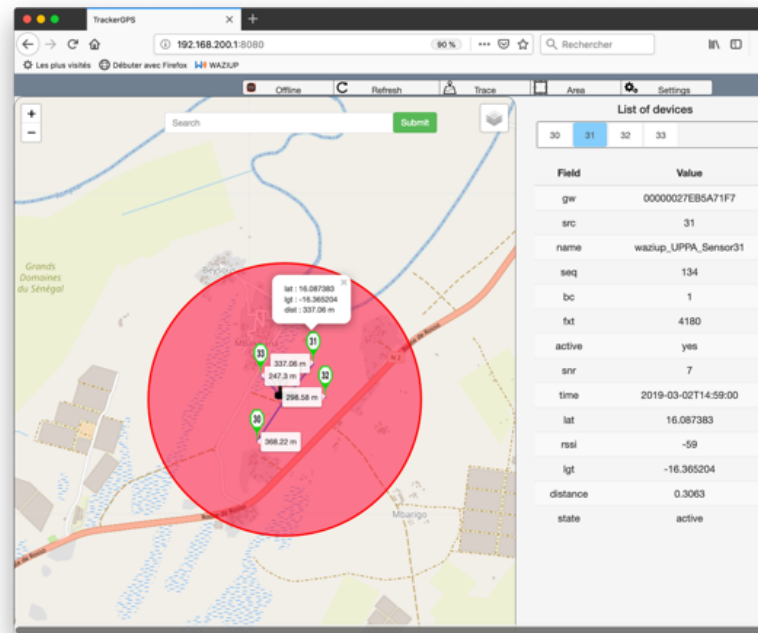 TrackerGPS
192.168.200.1:8080
90 %
Rechercher
Les plus visités
Débuter avec Firefox
WAZIUP
Offline
Refresh
Trace
Area
Settings
+
−
Search
Submit
Grands
Domaines
du Sénégal
lat : 16.087383
lgt : -16.365204
dist : 337.06 m
31
33
337.06 m
247.3 m
32
298.58 m
30
368.22 m
N 2
Mbarigo
List of devices
30 31 32 33
Field Value
gw 00000027EB5A71F7
src 31
name waziup_UPPA_Sensor31
seq 134
bc 1
fxt 4180
active yes
snr 7
time 2019-03-02T14:59:00
lat 16.087383
rssi -59
lgt -16.365204
distance 0.3063
state active